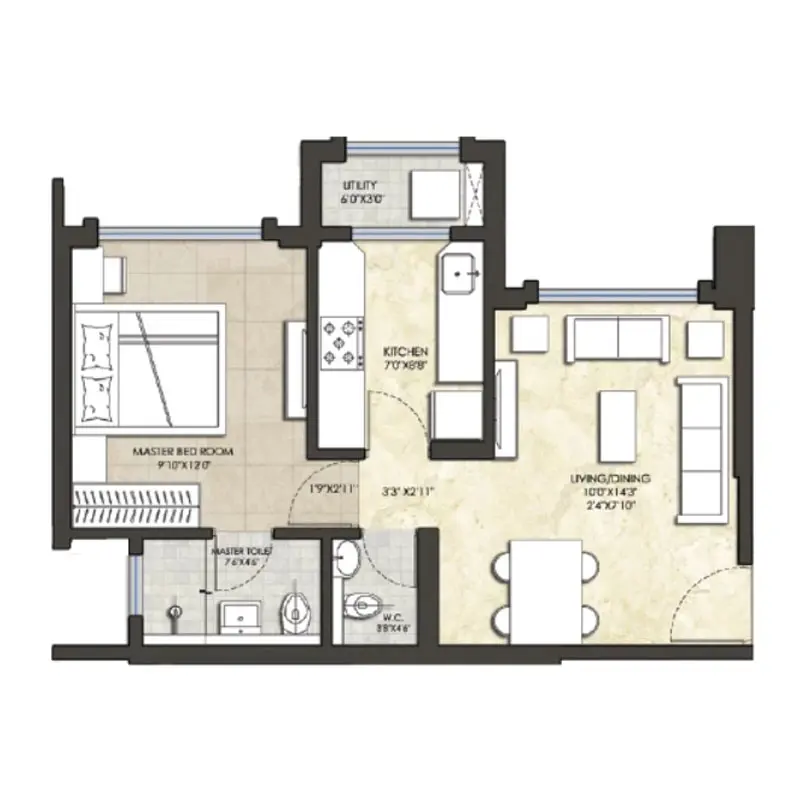 UTILITY
6'0"X3'0"
KITCHEN
7'0"X8'8"
MASTER BED ROOM
9'10"X12'0"
1'9"X2'11"
3'3" X2'11"
LIVING/DINING
10'0"X14'3"
2'4"X7'10"
MASTER TOILET
7'6"X4'6"
W.C.
3'8"X4'6"